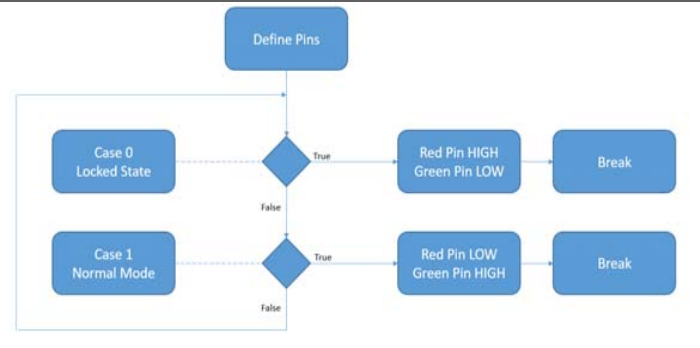 Define Pins
Case 0
Locked State
True
Red Pin HIGH
Green Pin LOW
Break
False
Case 1
Normal Mode
True
Red Pin LOW
Green Pin HIGH
Break
False